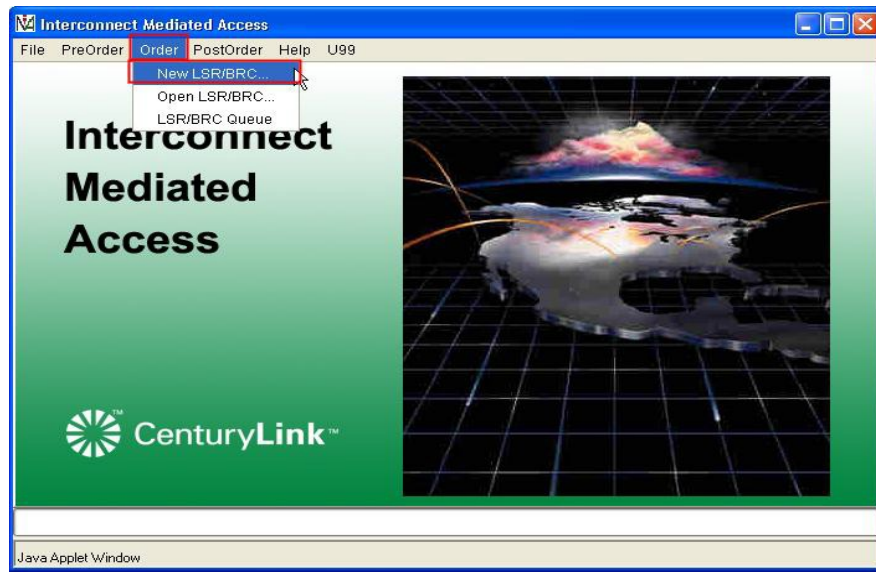 Interconnect Mediated Access
File PreOrder Order PostOrder Help U99
New LSR/BRC...
Open LSR/BRC...
LSR/BRC Queue
Interconnect
Mediated
Access
CenturyLink™
Java Applet Window